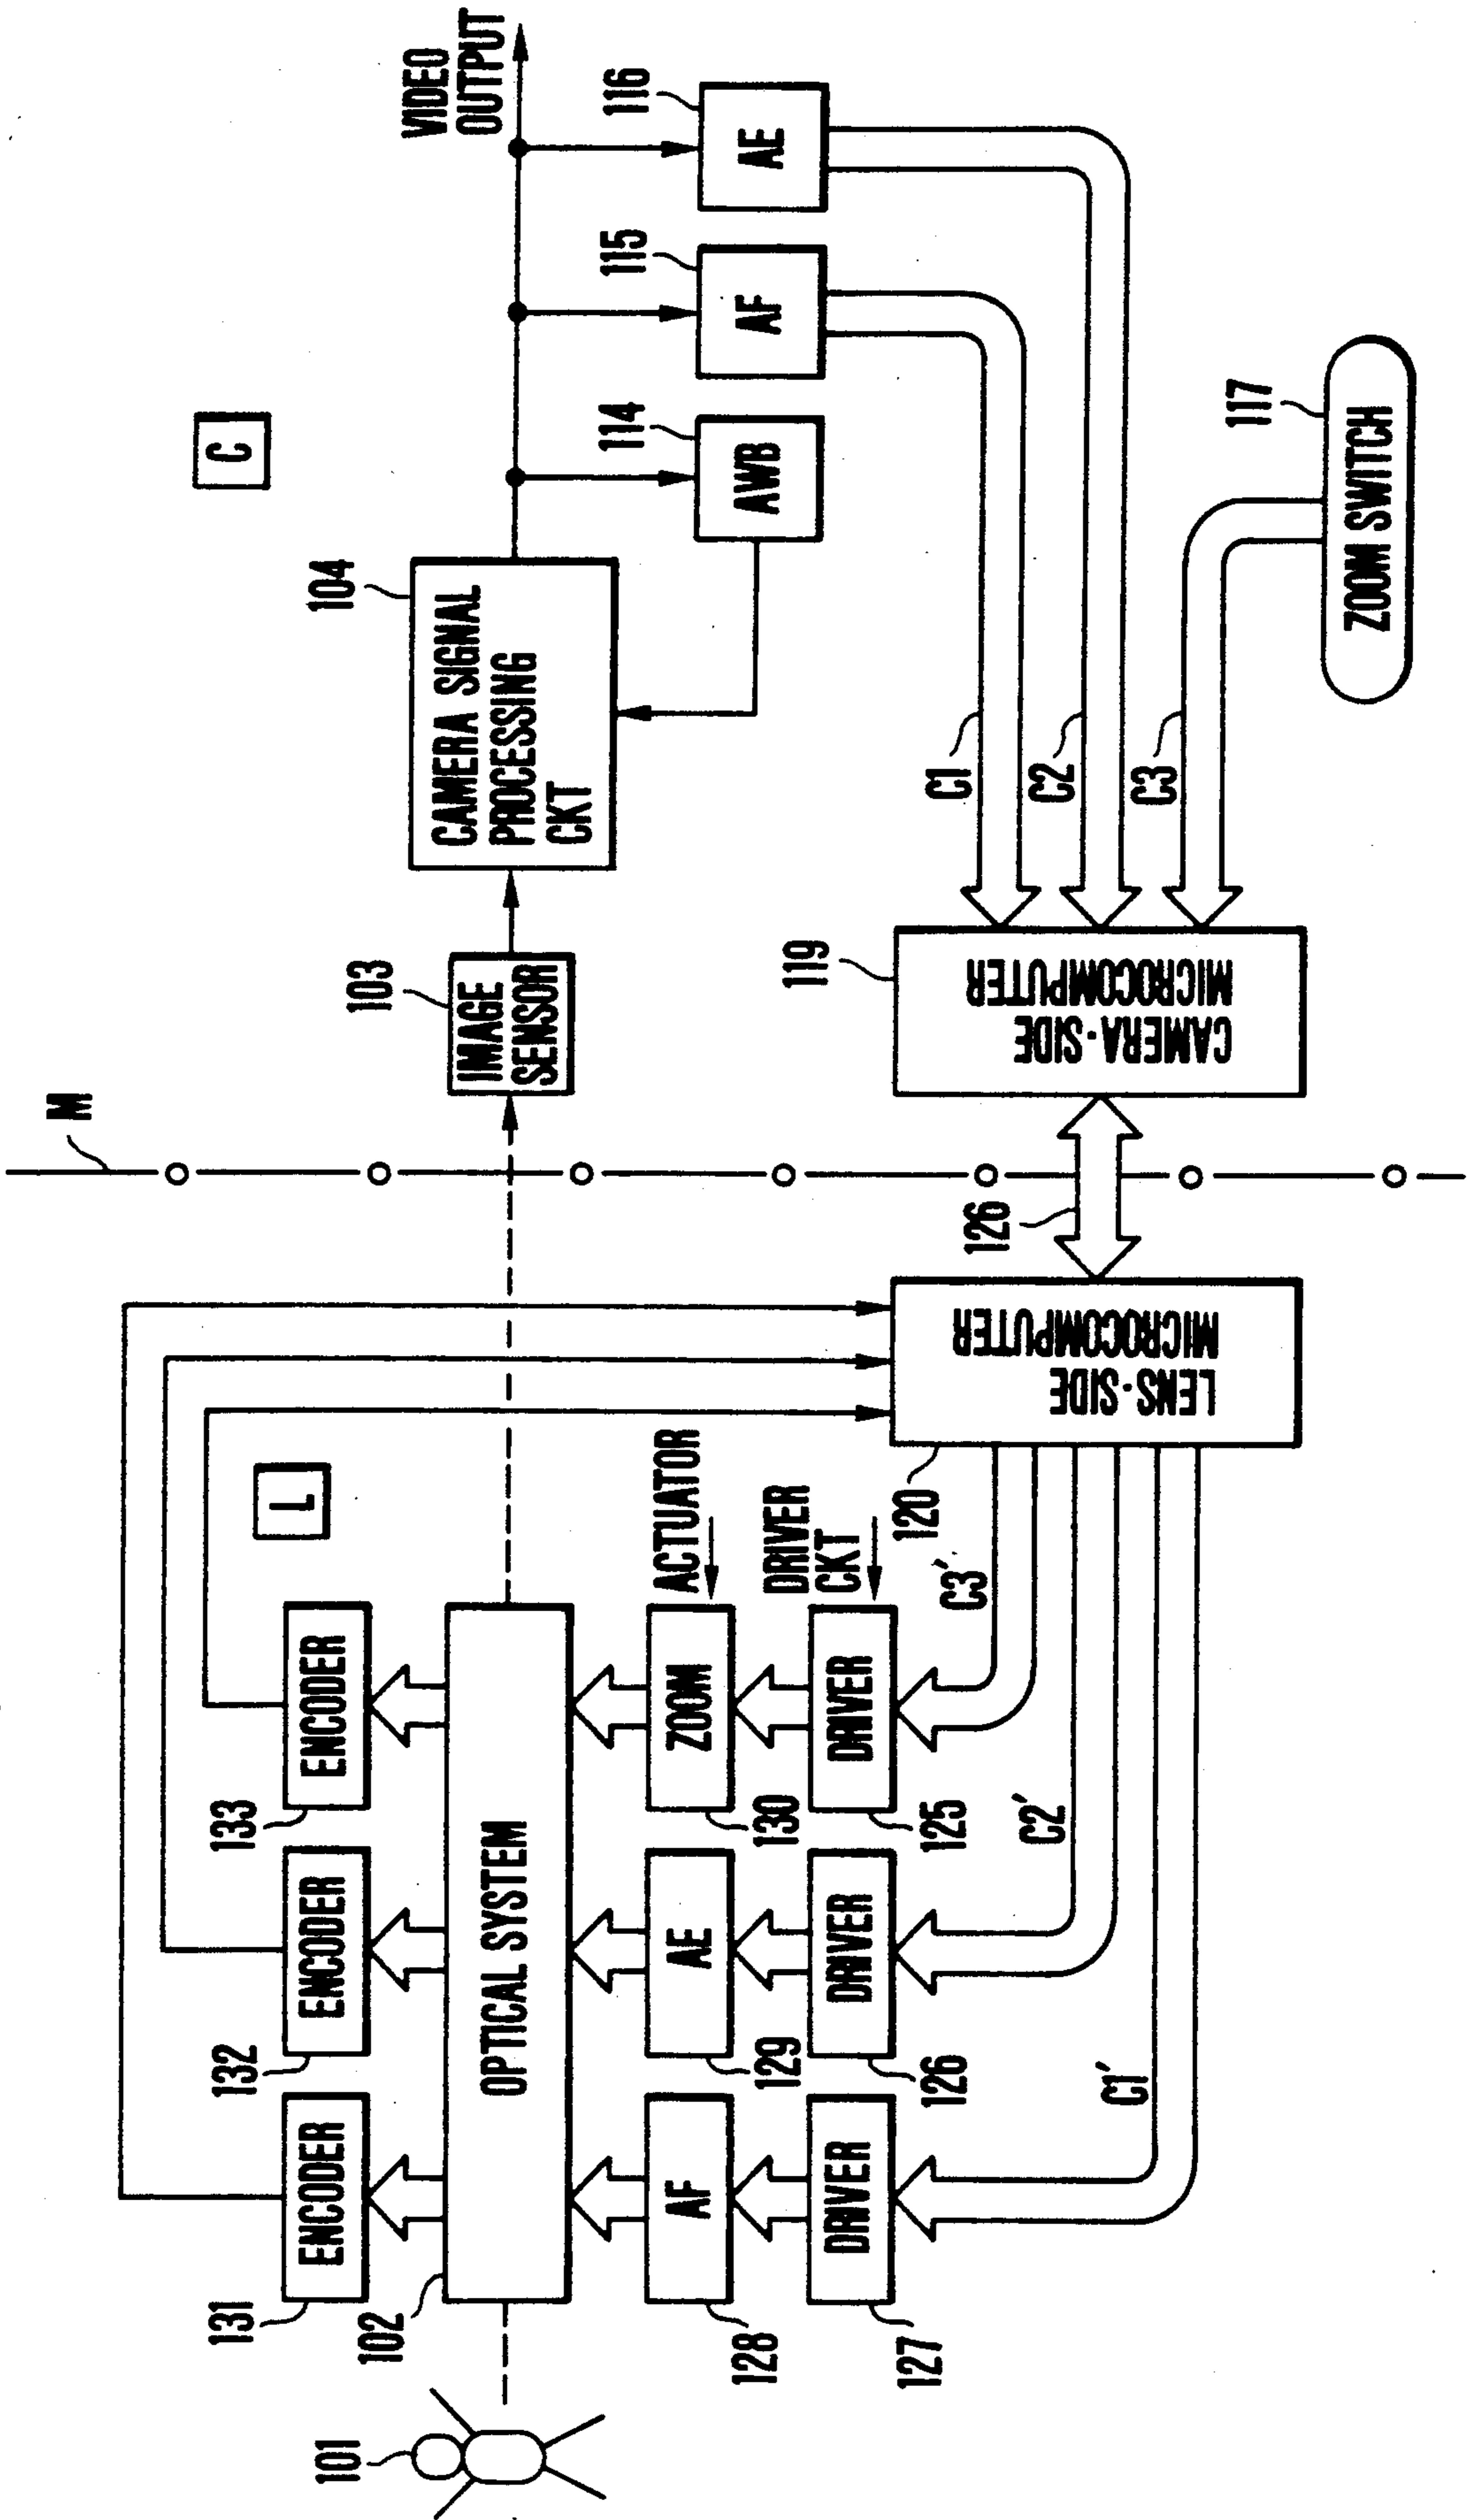 101
102
131
ENCODER
132
ENCODER
133
ENCODER
L
OPTICAL SYSTEM
128
AF
129
AE
130
ZOOM
ACTUATOR
127
DRIVER
126
DRIVER
125
DRIVER
DRIVER
CKT
C1'
C2'
C3'
120
LENS-SIDE
MICROCOMPUTER
126
M
119
CAMERA-SIDE
MICROCOMPUTER
103
IMAGE
SENSOR
104
CAMERA SIGNAL
PROCESSING
CKT
C
VIDEO
OUTPUT
114
AWB
115
AF
116
AE
C1
C2
C3
117
ZOOM SWITCH